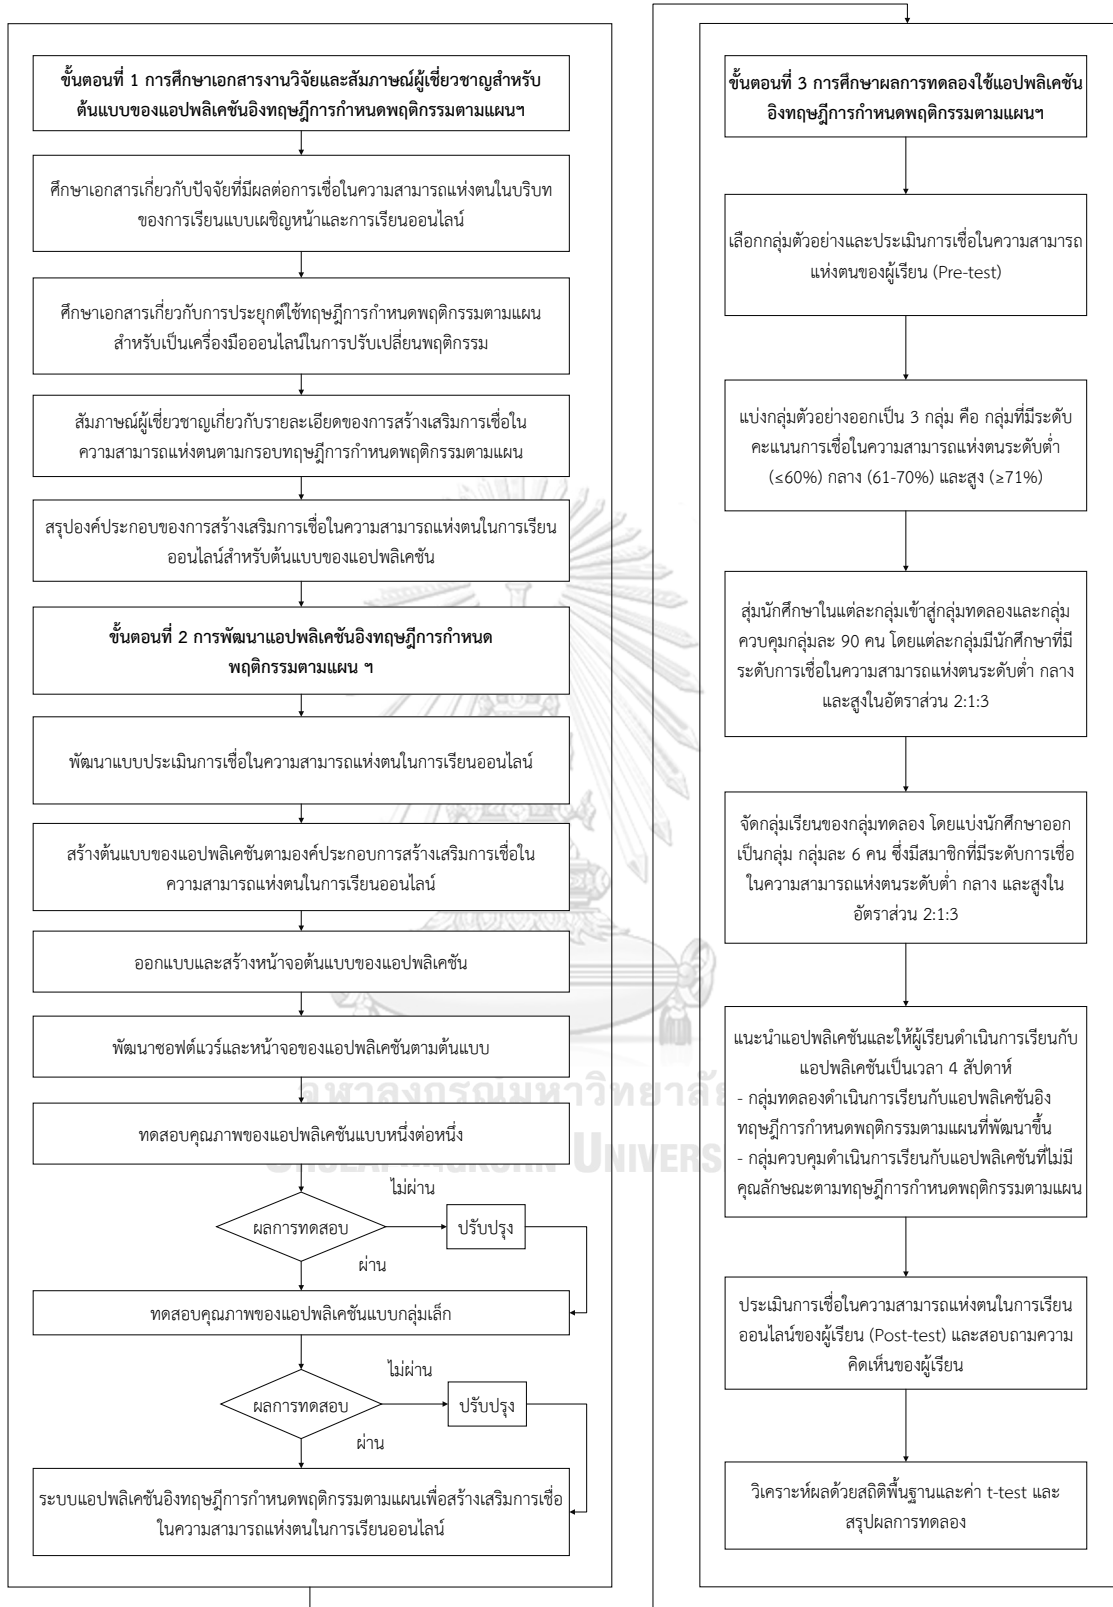 ขั้นตอนที่ 1 การศึกษาเอกสารงานวิจัยและสัมภาษณ์ผู้เชี่ยวชาญสำหรับ
ต้นแบบของแอปพลิเคชันอิงทฤษฎีการกำหนดพฤติกรรมตามแผนฯ
ศึกษาเอกสารเกี่ยวกับปัจจัยที่มีผลต่อการเชื่อในความสามารถแห่งตนในบริบท
ของการเรียนแบบเผชิญหน้าและการเรียนออนไลน์
ศึกษาเอกสารเกี่ยวกับการประยุกต์ใช้ทฤษฎีการกำหนดพฤติกรรมตามแผน
สำหรับเป็นเครื่องมือออนไลน์ในการปรับเปลี่ยนพฤติกรรม
สัมภาษณ์ผู้เชี่ยวชาญเกี่ยวกับรายละเอียดของการสร้างเสริมการเชื่อใน
ความสามารถแห่งตนตามกรอบทฤษฎีการกำหนดพฤติกรรมตามแผน
สรุปองค์ประกอบของการสร้างเสริมการเชื่อในความสามารถแห่งตนในการเรียน
ออนไลน์สำหรับต้นแบบของแอปพลิเคชัน
ขั้นตอนที่ 2 การพัฒนาแอปพลิเคชันอิงทฤษฎีการกำหนด
พฤติกรรมตามแผน ฯ
พัฒนาแบบประเมินการเชื่อในความสามารถแห่งตนในการเรียนออนไลน์
สร้างต้นแบบของแอปพลิเคชันตามองค์ประกอบการสร้างเสริมการเชื่อใน
ความสามารถแห่งตนในการเรียนออนไลน์
ออกแบบและสร้างหน้าจอต้นแบบของแอปพลิเคชัน
พัฒนาซอฟต์แวร์และหน้าจอของแอปพลิเคชันตามต้นแบบ
จุฬาลงกรณ์มหาวิทยาลัย
ทดสอบคุณภาพของแอปพลิเคชันแบบหนึ่งต่อหนึ่ง
ไม่ผ่าน
ผลการทดสอบ
ปรับปรุง
ผ่าน
ทดสอบคุณภาพของแอปพลิเคชันแบบกลุ่มเล็ก
ไม่ผ่าน
ผลการทดสอบ
ปรับปรุง
ผ่าน
ระบบแอปพลิเคชันอิงทฤษฎีการกำหนดพฤติกรรมตามแผนเพื่อสร้างเสริมการเชื่อ
ในความสามารถแห่งตนในการเรียนออนไลน์
ขั้นตอนที่ 3 การศึกษาผลการทดลองใช้แอปพลิเคชัน
อิงทฤษฎีการกำหนดพฤติกรรมตามแผนฯ
เลือกกลุ่มตัวอย่างและประเมินการเชื่อในความสามารถ
แห่งตนของผู้เรียน (Pre-test)
แบ่งกลุ่มตัวอย่างออกเป็น 3 กลุ่ม คือ กลุ่มที่มีระดับ
คะแนนการเชื่อในความสามารถแห่งตนระดับต่ำ
(≤60%) กลาง (61-70%) และสูง (≥71%)
สุ่มนักศึกษาในแต่ละกลุ่มเข้าสู่กลุ่มทดลองและกลุ่ม
ควบคุมกลุ่มละ 90 คน โดยแต่ละกลุ่มมีนักศึกษาที่มี
ระดับการเชื่อในความสามารถแห่งตนระดับต่ำ กลาง
และสูงในอัตราส่วน 2:1:3
จัดกลุ่มเรียนของกลุ่มทดลอง โดยแบ่งนักศึกษาออก
เป็นกลุ่ม กลุ่มละ 6 คน ซึ่งมีสมาชิกที่มีระดับการเชื่อ
ในความสามารถแห่งตนระดับต่ำ กลาง และสูงใน
อัตราส่วน 2:1:3
แนะนำแอปพลิเคชันและให้ผู้เรียนดำเนินการเรียนกับ
แอปพลิเคชันเป็นเวลา 4 สัปดาห์
- กลุ่มทดลองดำเนินการเรียนกับแอปพลิเคชันอิง
ทฤษฎีการกำหนดพฤติกรรมตามแผนที่พัฒนาขึ้น
- กลุ่มควบคุมดำเนินการเรียนกับแอปพลิเคชันที่ไม่มี
คุณลักษณะตามทฤษฎีการกำหนดพฤติกรรมตามแผน
ประเมินการเชื่อในความสามารถแห่งตนในการเรียน
ออนไลน์ของผู้เรียน (Post-test) และสอบถามความ
คิดเห็นของผู้เรียน
วิเคราะห์ผลด้วยสถิติพื้นฐานและค่า t-test และ
สรุปผลการทดลอง